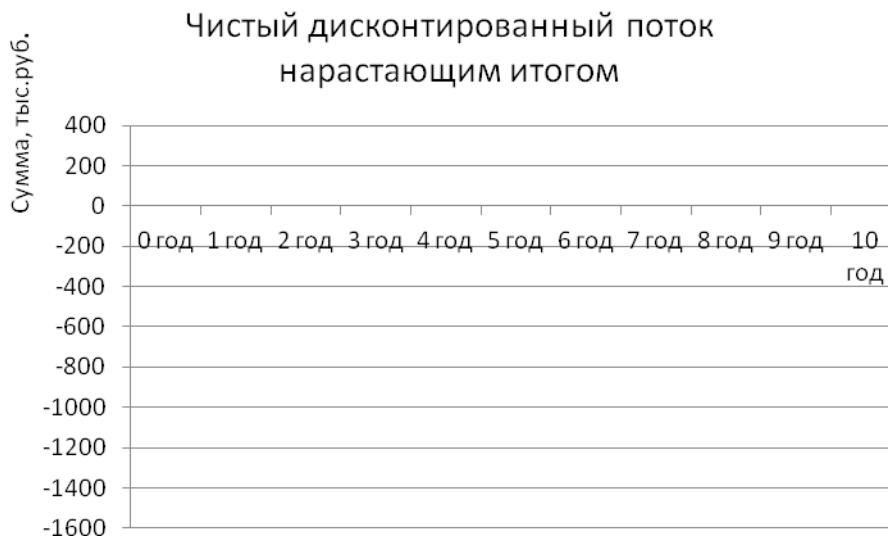 Чистый дисконтированный поток
нарастающим итогом
Сумма, тыс.руб.
400
200
0
-200
0 год 1 год 2 год 3 год 4 год 5 год 6 год 7 год 8 год 9 год 10
год
-400
-600
-800
-1000
-1200
-1400
-1600